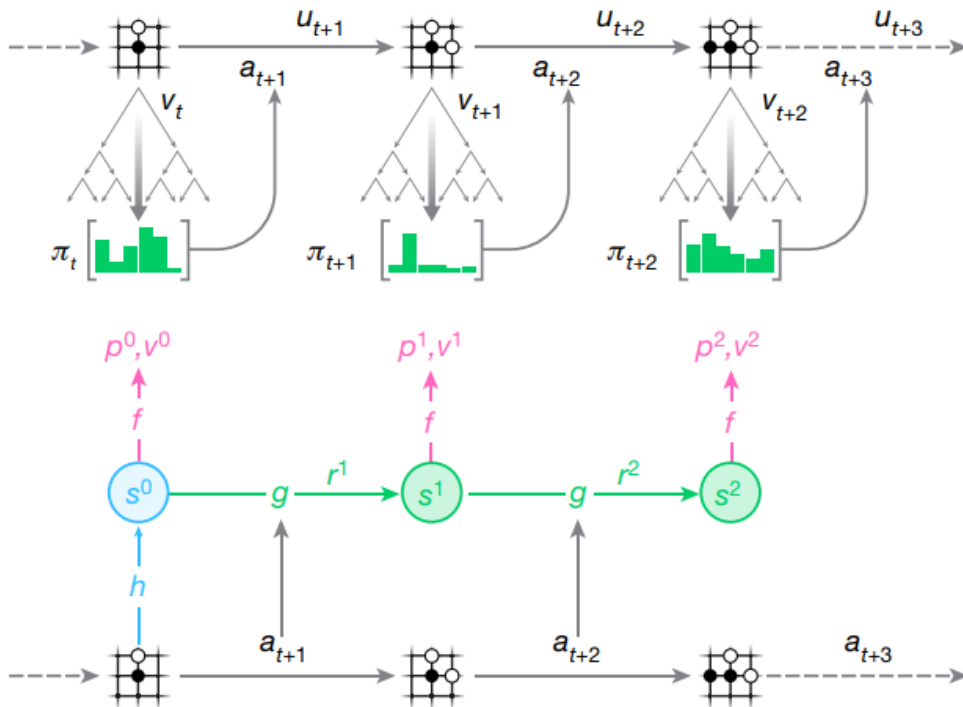 u_{t+1} u_{t+2} u_{t+3}
a_{t+1} a_{t+2} a_{t+3}
v_t v_{t+1} v_{t+2}
π_t π_{t+1} π_{t+2}
p^0,v^0 p^1,v^1 p^2,v^2
f f f
s^0 g r^1 s^1 g r^2 s^2
h
a_{t+1} a_{t+2} a_{t+3}